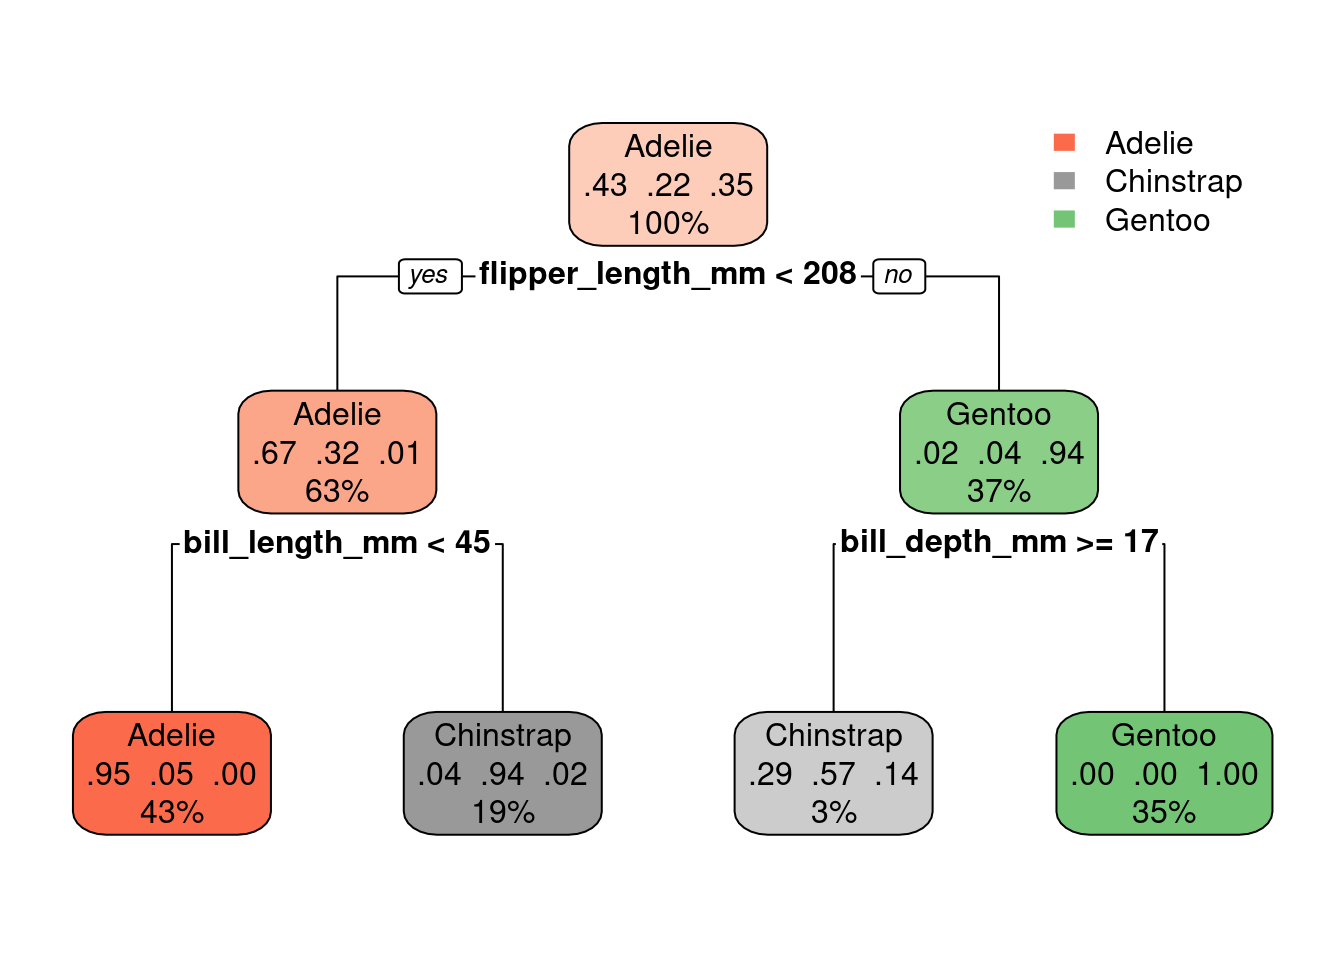 Adelie
.43 .22 .35
100%
Adelie
Chinstrap
Gentoo
yes flipper_length_mm < 208 no
Adelie
.67 .32 .01
63%
Gentoo
.02 .04 .94
37%
bill_length_mm < 45
bill_depth_mm >= 17
Adelie
.95 .05 .00
43%
Chinstrap
.04 .94 .02
19%
Chinstrap
.29 .57 .14
3%
Gentoo
.00 .00 1.00
35%